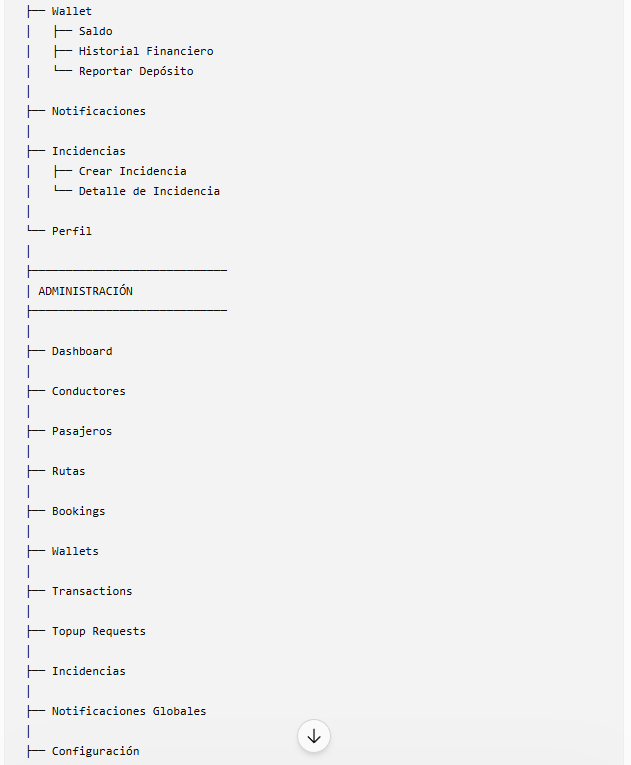 ├── Wallet
│   ├── Saldo
│   ├── Historial Financiero
│   └── Reportar Depósito
│
├── Notificaciones
│
├── Incidencias
│   ├── Crear Incidencia
│   └── Detalle de Incidencia
│
└── Perfil
│
├─────────────────────────────
│ ADMINISTRACIÓN
├─────────────────────────────
│
├── Dashboard
│
├── Conductores
│
├── Pasajeros
│
├── Rutas
│
├── Bookings
│
├── Wallets
│
├── Transactions
│
├── Topup Requests
│
├── Incidencias
│
├── Notificaciones Globales
│
├── Configuración